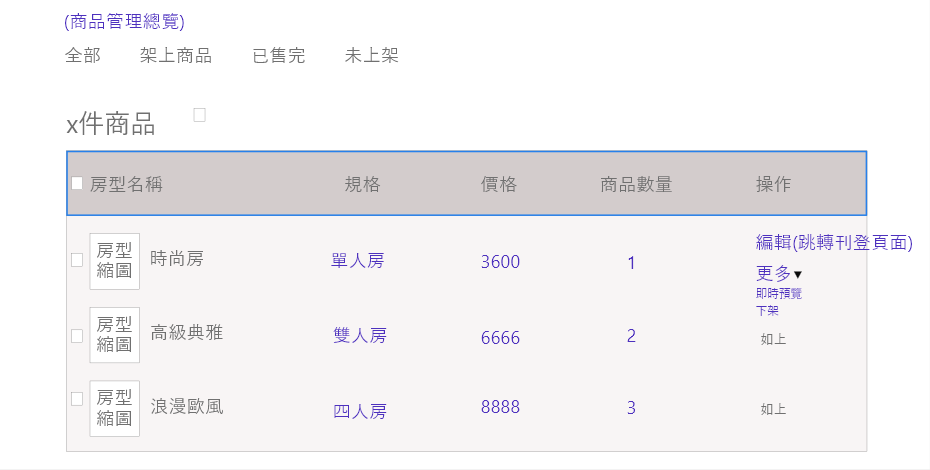 (商品管理總覽)
全部 架上商品 已售完 未上架
x件商品
房型名稱 規格 價格 商品數量 操作
房型
縮圖
時尚房 單人房 3600 1
編輯(跳轉刊登頁面)
更多▼
即時預覽
下架
房型
縮圖
高級典雅 雙人房 6666 2 如上
房型
縮圖
浪漫歐風 四人房 8888 3 如上